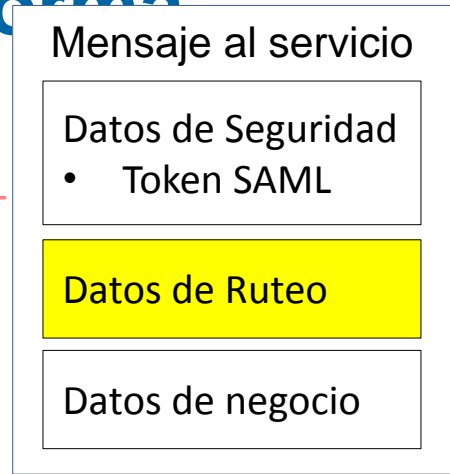 Mensaje al servicio
Datos de Seguridad
• Token SAML
Datos de Ruteo
Datos de negocio